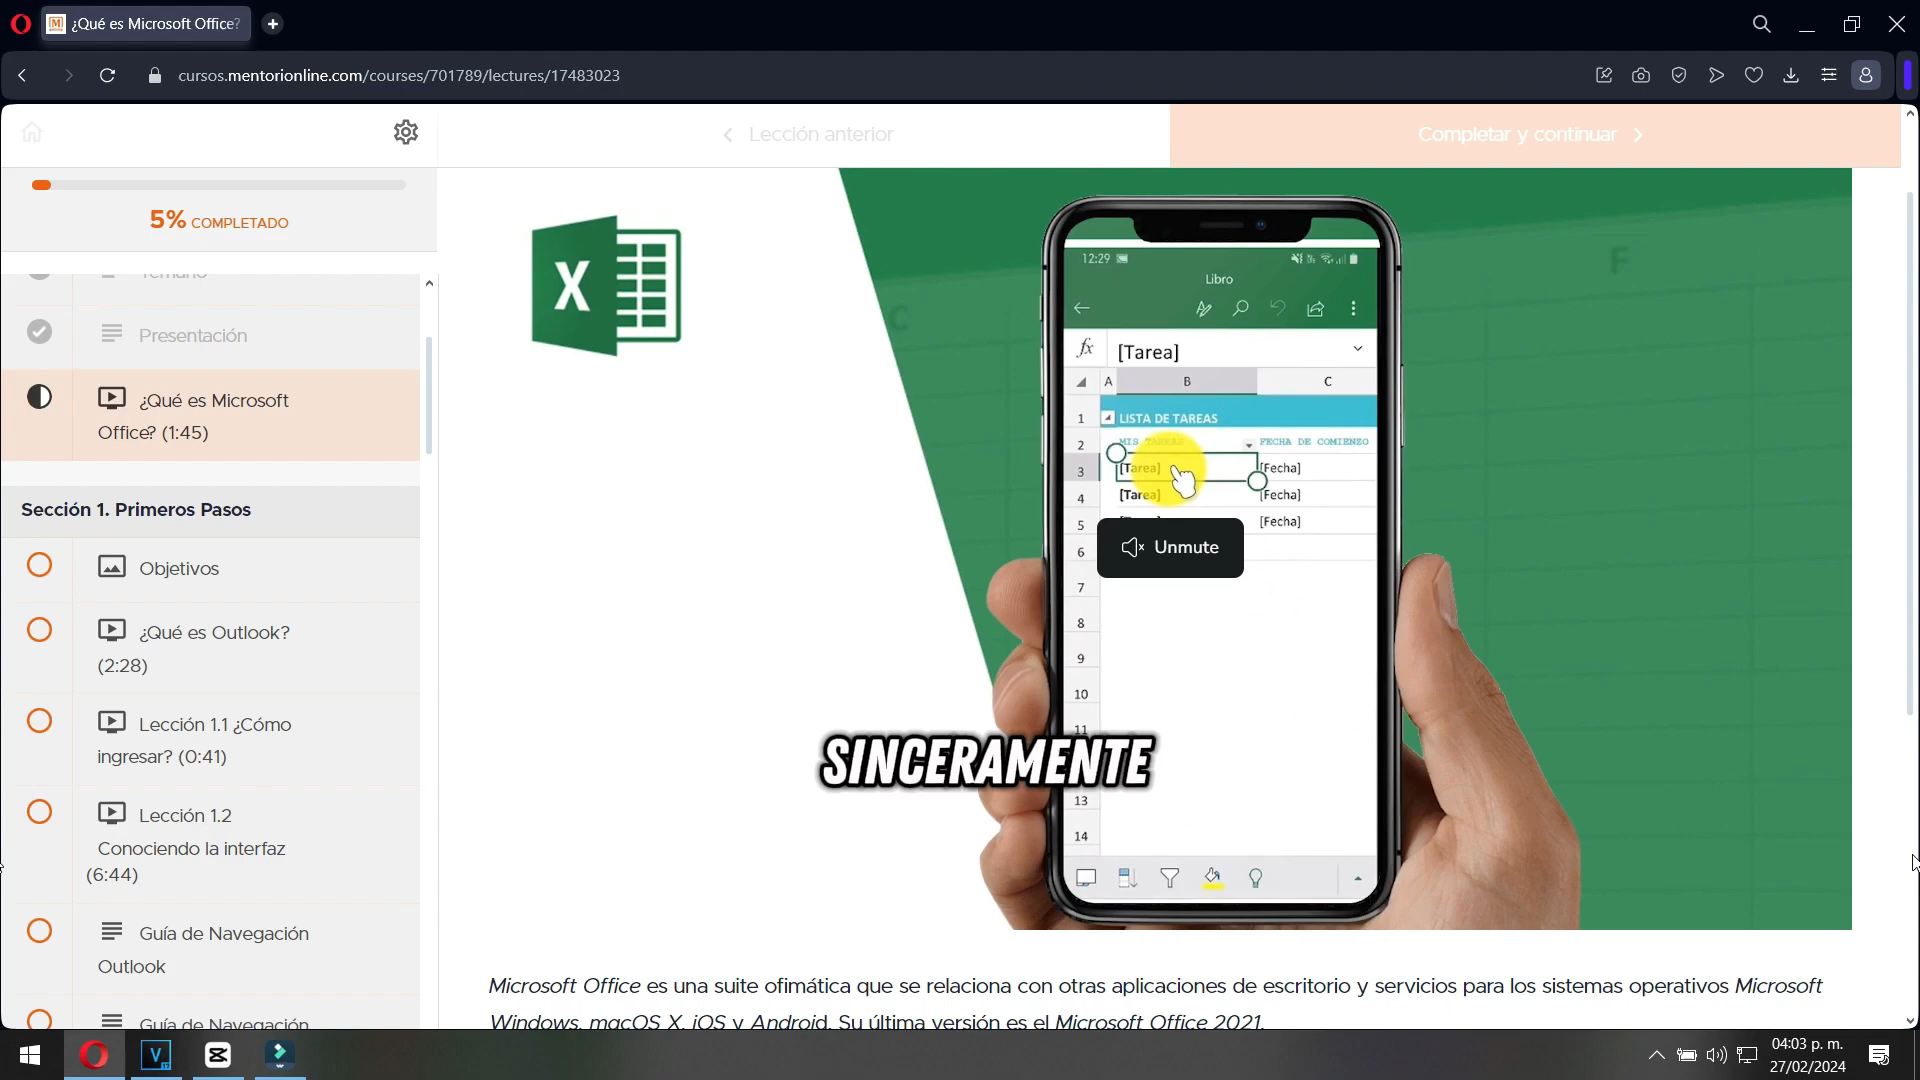 ¿Qué es Microsoft Office?
cursos.mentorionline.com/courses/701789/lectures/17483023
Lección anterior
Completar y continuar
5% COMPLETADO
Temario
Presentación
¿Qué es Microsoft
Office? (1:45)
Sección 1. Primeros Pasos
Objetivos
¿Qué es Outlook?
(2:28)
Lección 1.1 ¿Cómo
ingresar? (0:41)
Lección 1.2
Conociendo la interfaz
(6:44)
Guía de Navegación
Outlook
Guía de Navegación
X
C
F
12:29
Libro
fx [Tarea]
A B C
1 LISTA DE TAREAS
2 MIS TAREAS FECHA DE COMIENZO
3 [Tarea] [Fecha]
4 [Tarea] [Fecha]
5 [Fecha]
6
Unmute
7
8
9
10
11
SINCERAMENTE
13
14
Microsoft Office es una suite ofimática que se relaciona con otras aplicaciones de escritorio y servicios para los sistemas operativos Microsoft
Windows, macOS X, iOS y Android. Su última versión es el Microsoft Office 2021.
V
04:03 p. m.
27/02/2024